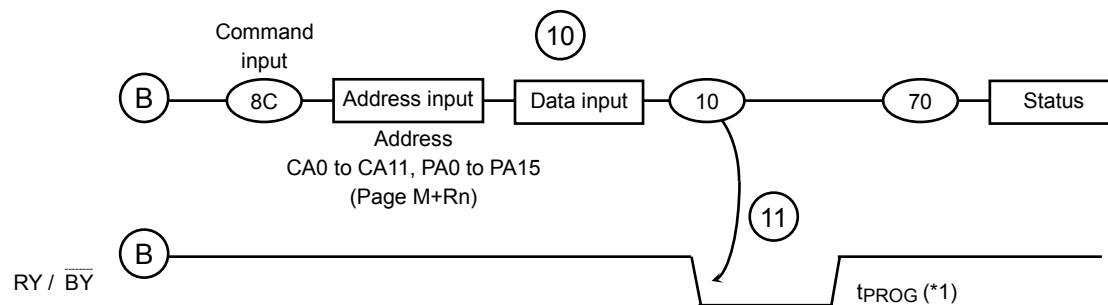 Command
input
10
B
8C
Address input
Data input
10
70
Status
Address
CA0 to CA11, PA0 to PA15
(Page M+Rn)
11
B
RY / BY
tPROG (*1)